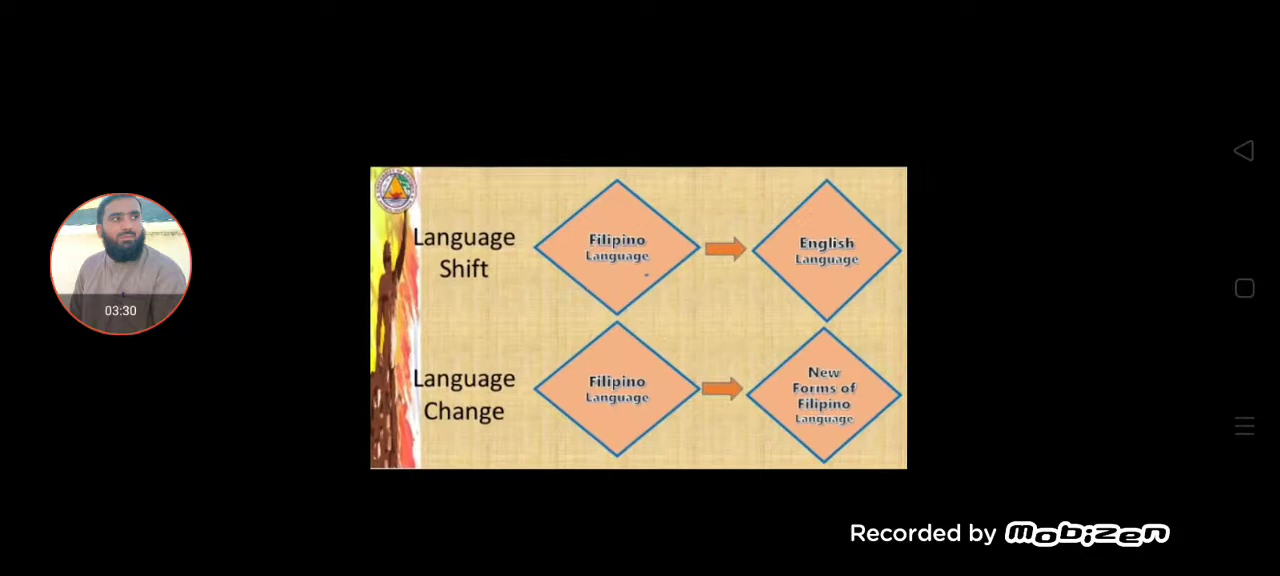 Language
Shift
Filipino
Language
English
Language
Language
Change
Filipino
Language
New
Forms of
Filipino
Language
03:30
Recorded by mobizen